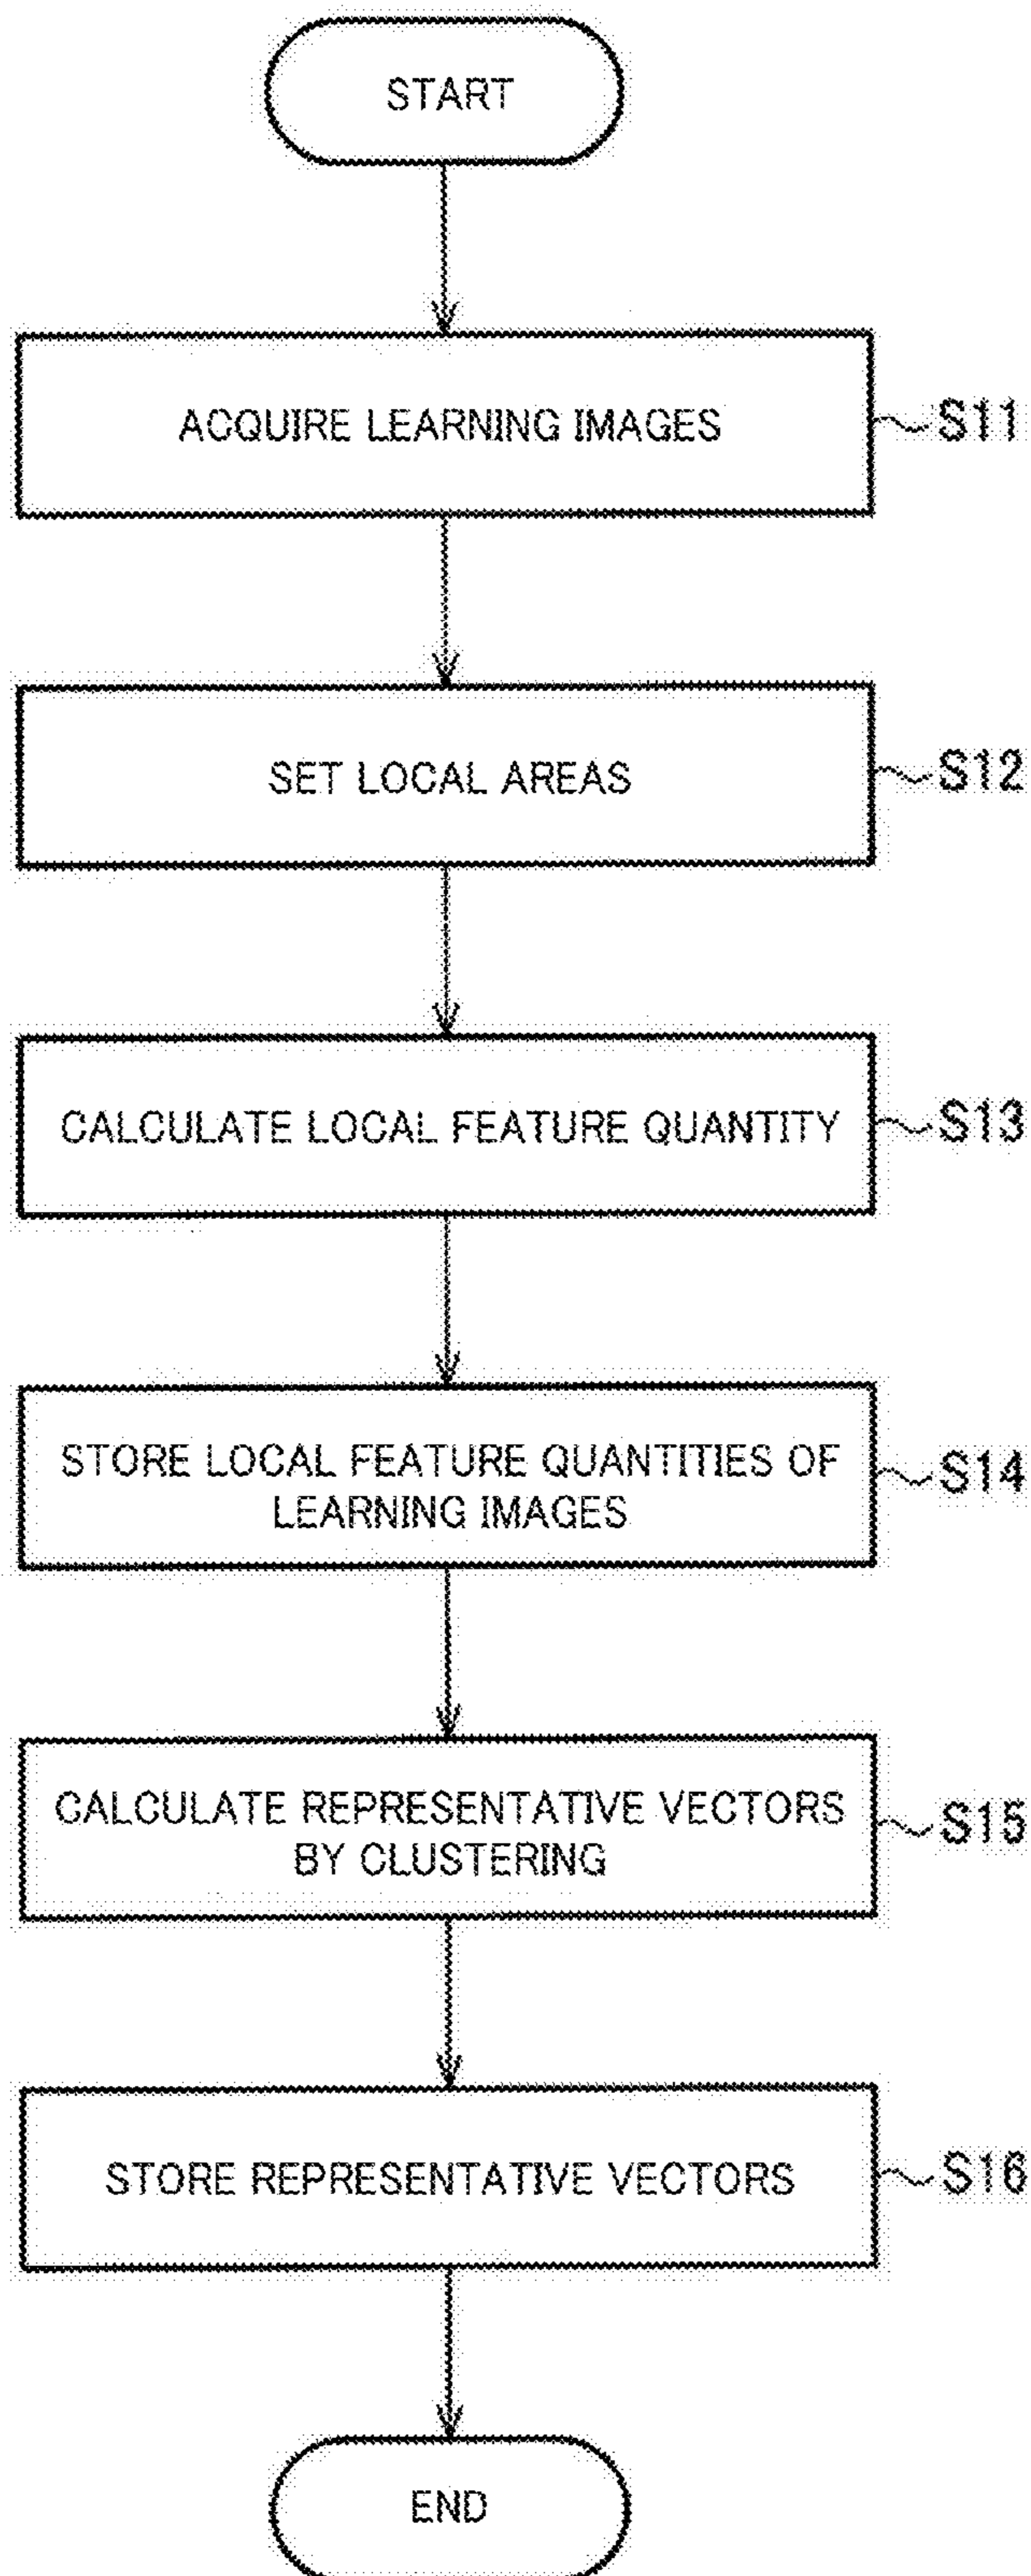 START
ACQUIRE LEARNING IMAGES
S11
SET LOCAL AREAS
S12
CALCULATE LOCAL FEATURE QUANTITY
S13
STORE LOCAL FEATURE QUANTITIES OF
LEARNING IMAGES
S14
CALCULATE REPRESENTATIVE VECTORS
BY CLUSTERING
S15
STORE REPRESENTATIVE VECTORS
S16
END